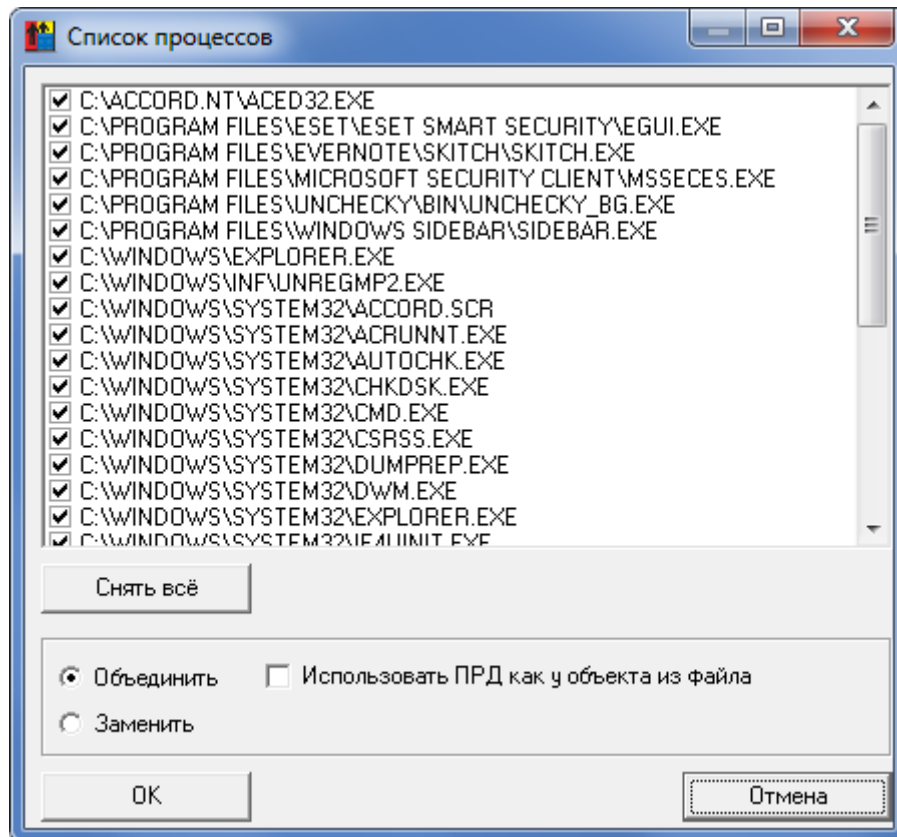 Список процессов
C:\ACCORD.NT\ACED32.EXE
C:\PROGRAM FILES\ESET\ESET SMART SECURITY\EGUI.EXE
C:\PROGRAM FILES\EVERNOTE\SKITCH\SKITCH.EXE
C:\PROGRAM FILES\MICROSOFT SECURITY CLIENT\MSSECES.EXE
C:\PROGRAM FILES\UNCHECKY\BIN\UNCHECKY_BG.EXE
C:\PROGRAM FILES\WINDOWS SIDEBAR\SIDEBAR.EXE
C:\WINDOWS\EXPLORER.EXE
C:\WINDOWS\INF\UNREGMP2.EXE
C:\WINDOWS\SYSTEM32\ACCORD.SCR
C:\WINDOWS\SYSTEM32\ACRUNNT.EXE
C:\WINDOWS\SYSTEM32\AUTOCHK.EXE
C:\WINDOWS\SYSTEM32\CHKDSK.EXE
C:\WINDOWS\SYSTEM32\CMD.EXE
C:\WINDOWS\SYSTEM32\CSRSS.EXE
C:\WINDOWS\SYSTEM32\DUMPREP.EXE
C:\WINDOWS\SYSTEM32\DWM.EXE
C:\WINDOWS\SYSTEM32\EXPLORER.EXE
C:\WINDOWS\SYSTEM32\IE4UINIT.EXE
Снять всё
Объединить Использовать ПРД как у объекта из файла
Заменить
OK Отмена